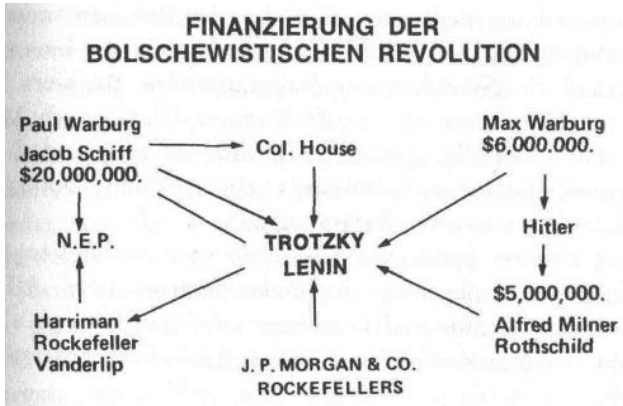 FINANZIERUNG DER
BOLSCHEWISTISCHEN REVOLUTION
Paul Warburg
Jacob Schiff
$20,000,000.
Col. House
Max Warburg
$6,000,000.
N.E.P.
TROTZKY
LENIN
Hitler
$5,000,000.
Harriman
Rockefeller
Vanderlip
J. P. MORGAN & CO.
ROCKEFELLERS
Alfred Milner
Rothschild